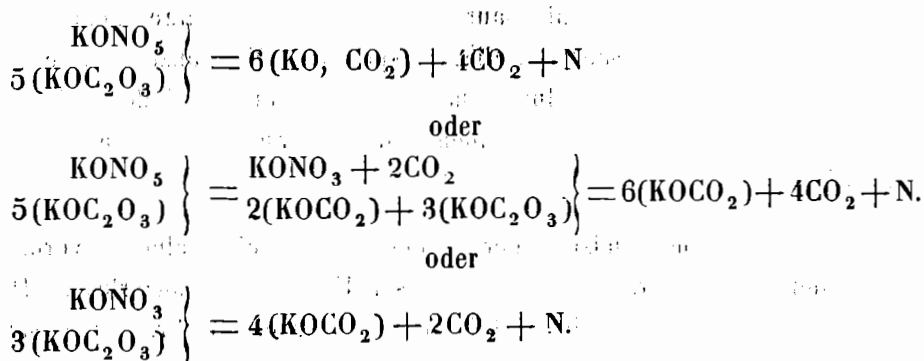 KONO₅
5(KOC₂O₃) } = 6(KO, CO₂) + 4CO₂ + N
oder
KONO₅ } = KONO₃ + 2CO₂
5(KOC₂O₃) } = 2(KOCO₂) + 3(KOC₂O₃) } = 6(KOCO₂) + 4CO₂ + N.
oder
KONO₃
3(KOC₂O₃) } = 4(KOCO₂) + 2CO₂ + N.